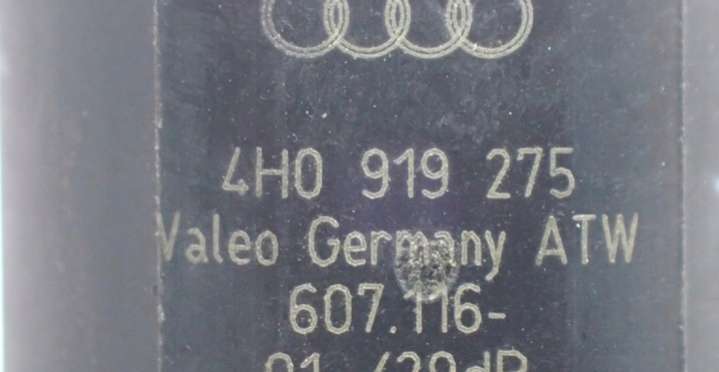 4H0 919 275
Valeo Germany ATW
607.116-